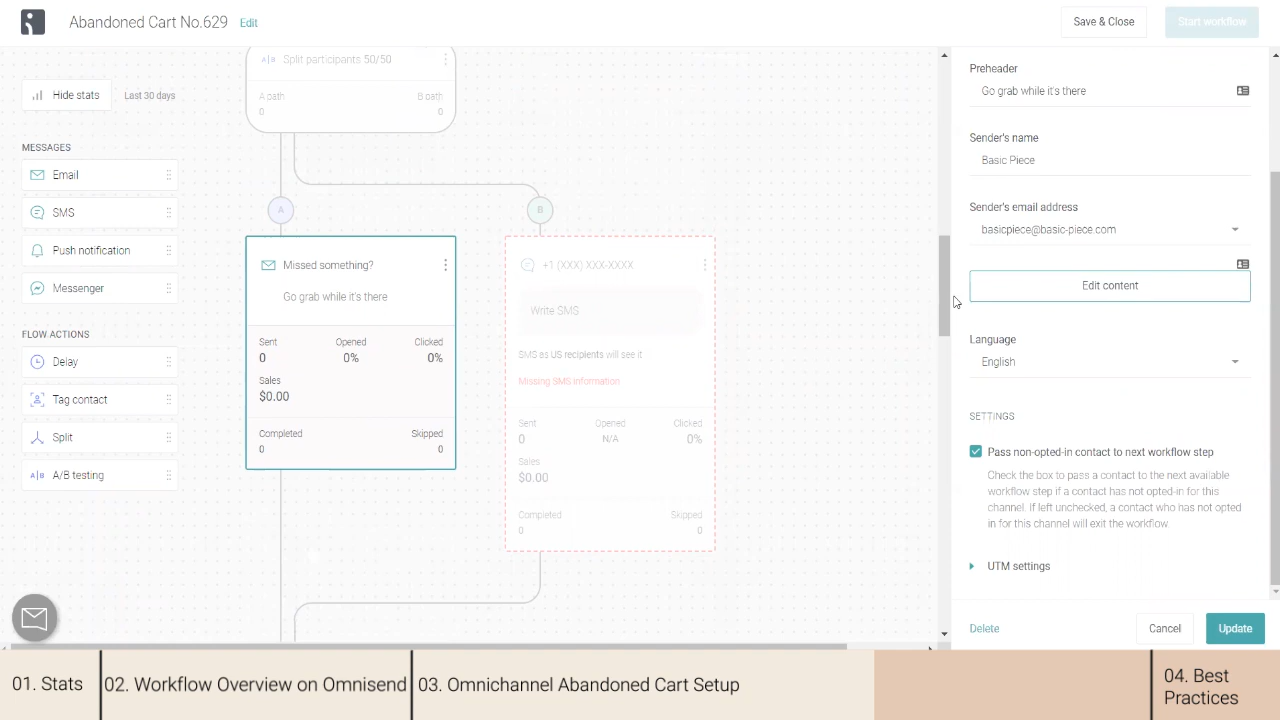 Abandoned Cart No.629 Edit
Save & Close
Start workflow
Hide stats
Last 30 days
MESSAGES
Email
SMS
Push notification
Messenger
FLOW ACTIONS
Delay
Tag contact
Split
A|B A/B testing
A|B Split participants 50/50
A path B path
0 0
A
B
Missed something?
Go grab while it's there
Sent Opened Clicked
0 0% 0%
Sales
$0.00
Completed Skipped
0 0
+1 (XXX) XXX-XXXX
Write SMS
SMS as US recipients will see it
Missing SMS information
Sent Opened Clicked
0 N/A 0%
Sales
$0.00
Completed Skipped
0 0
Preheader
Go grab while it's there
Sender's name
Basic Piece
Sender's email address
basicpiece@basic-piece.com
Edit content
Language
English
SETTINGS
Pass non-opted-in contact to next workflow step
Check the box to pass a contact to the next available
workflow step if a contact has not opted-in for this
channel. if left unchecked, a contact who has not opted
in for this channel will exit the workflow.
UTM settings
Delete
Cancel
Update
01. Stats
02. Workflow Overview on Omnisend
03. Omnichannel Abandoned Cart Setup
04. Best
Practices